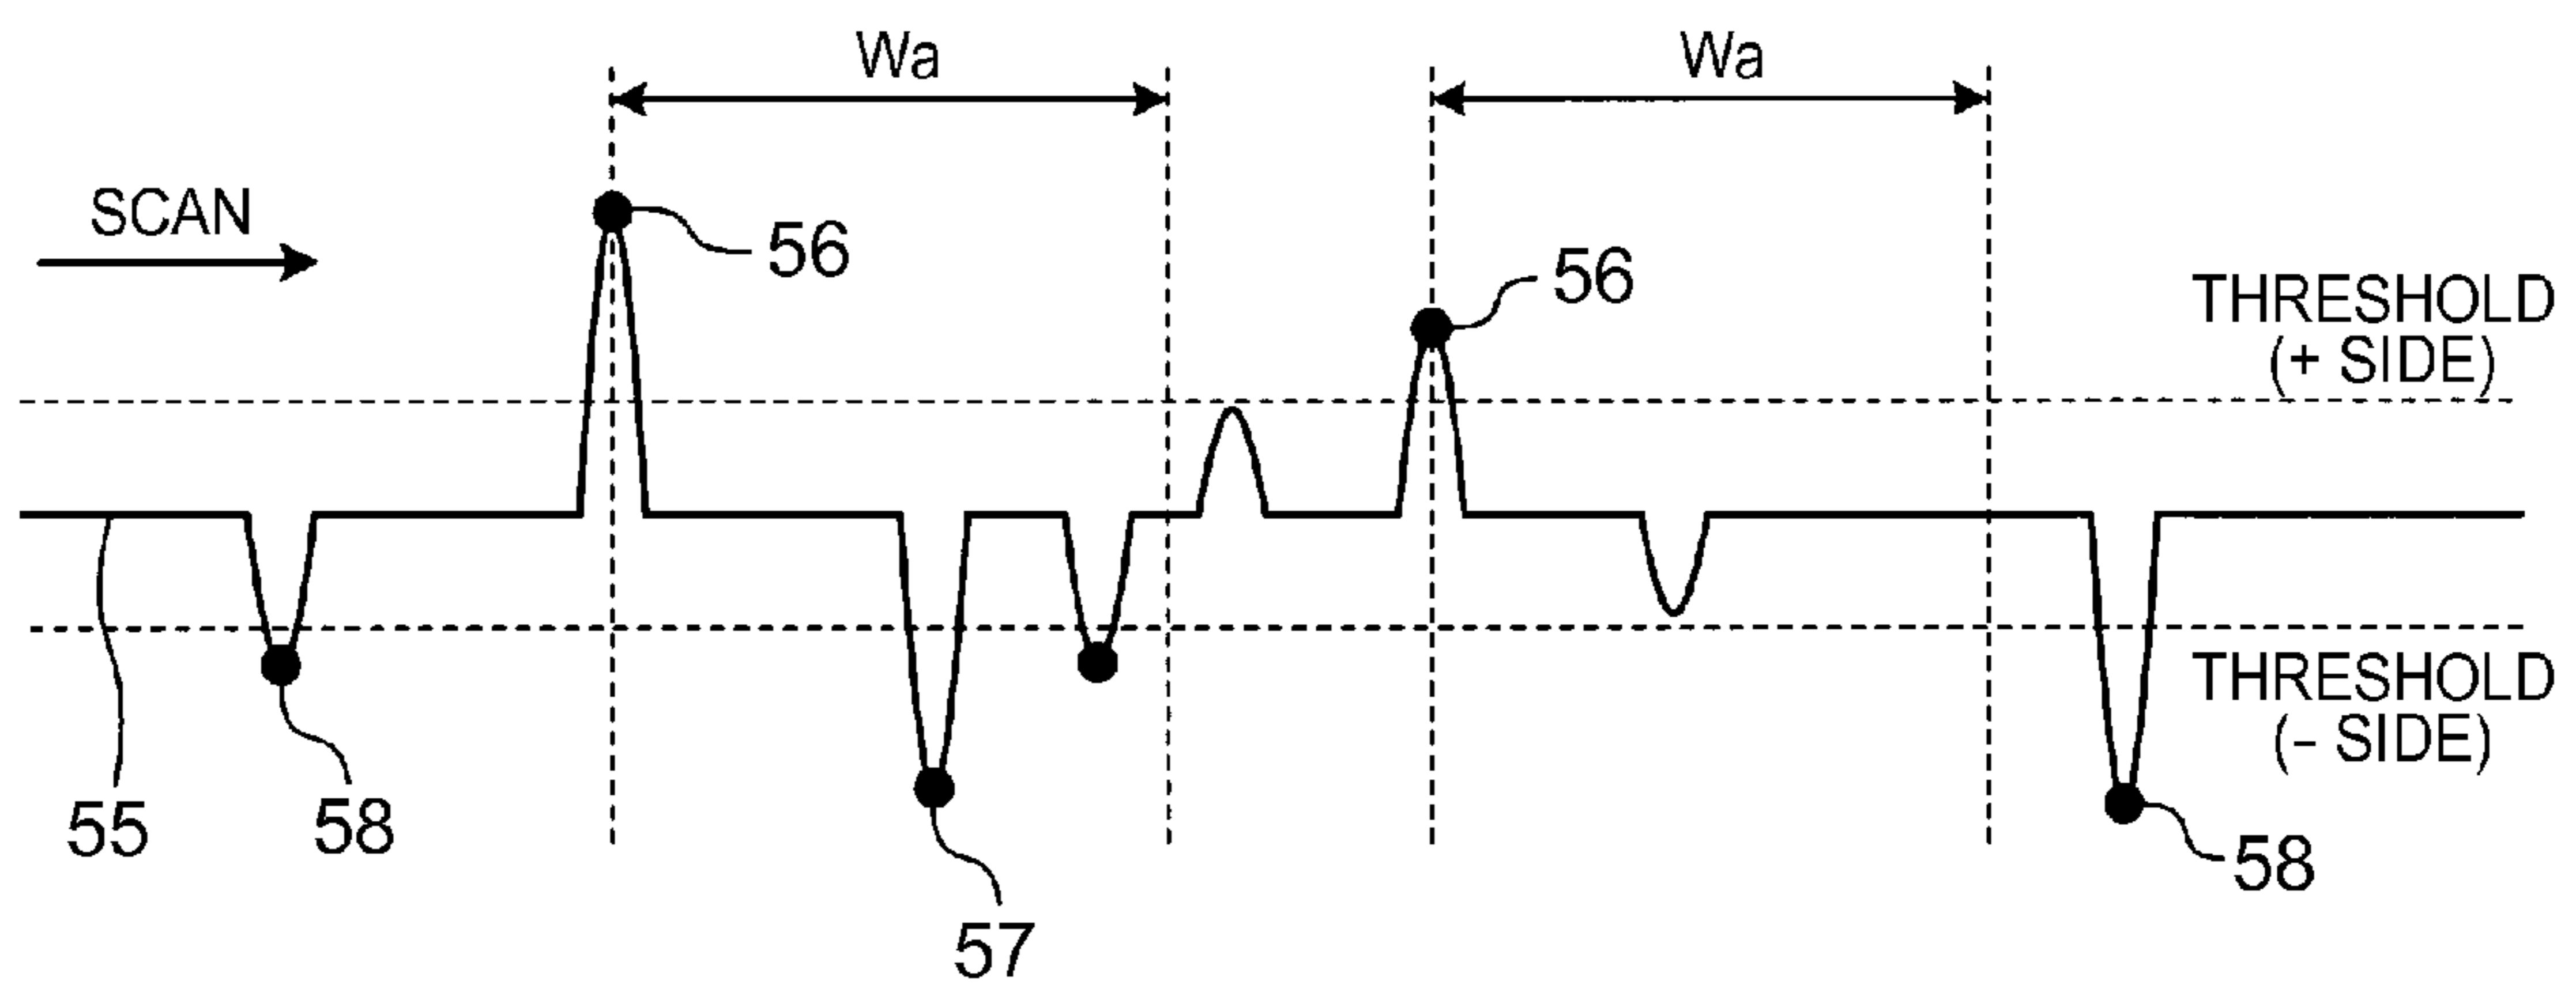 Wa
Wa
SCAN
56
56
THRESHOLD
(+ SIDE)
THRESHOLD
(- SIDE)
55
58
58
57